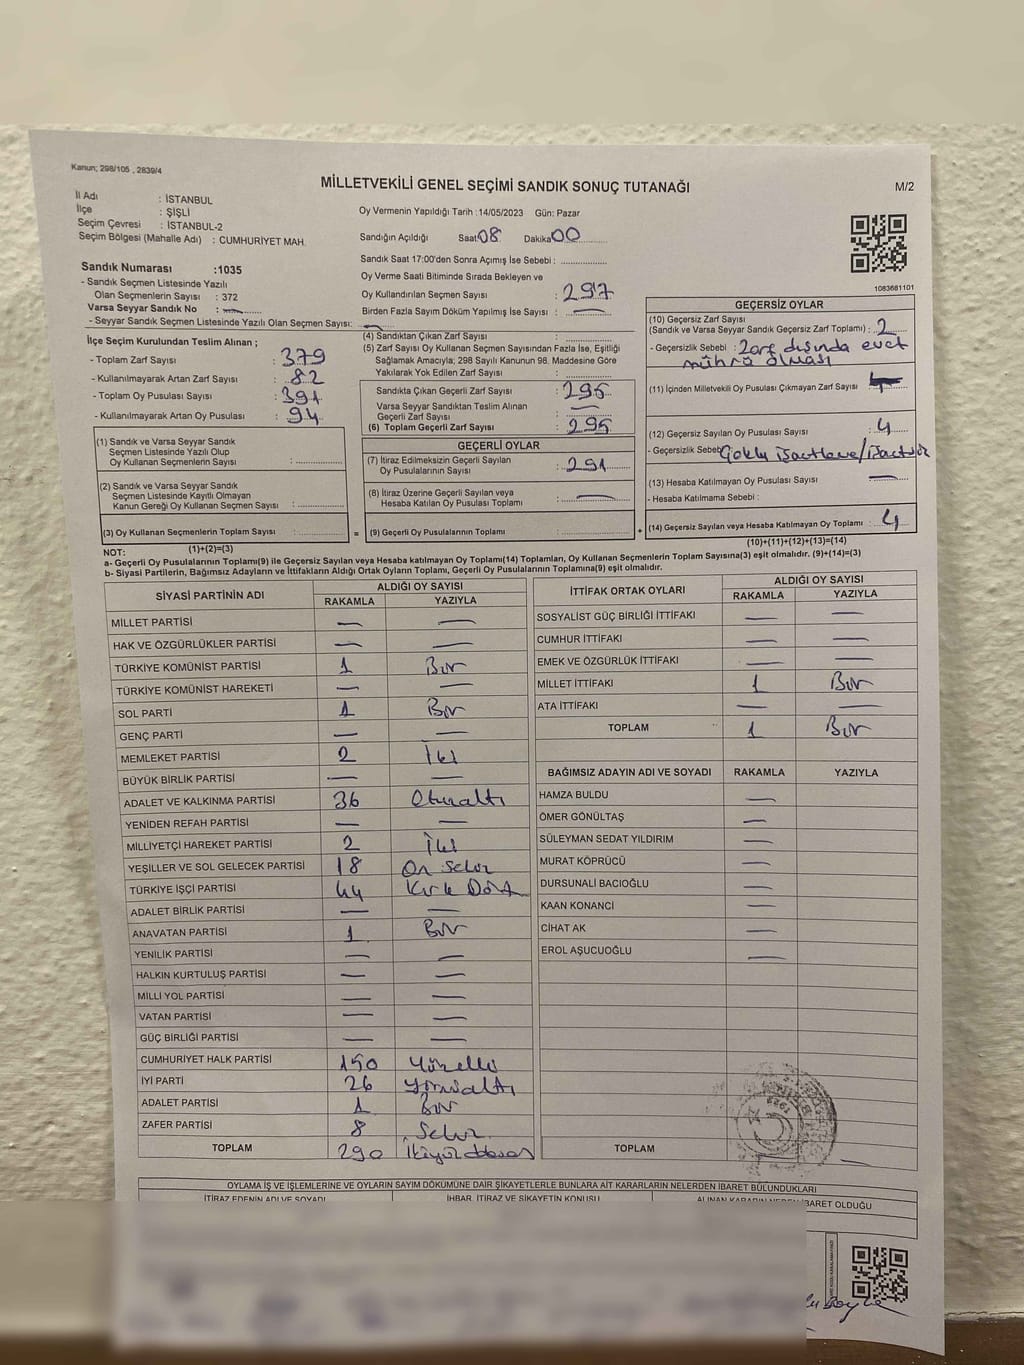 Kanun; 298/105 , 2839/4
MİLLETVEKİLİ GENEL SEÇİMİ SANDIK SONUÇ TUTANAĞI
M/2
İl Adı : İSTANBUL
İlçe : ŞİŞLİ
Seçim Çevresi : İSTANBUL-2
Seçim Bölgesi (Mahalle Adı) : CUMHURİYET MAH.
Oy Vermenin Yapıldığı Tarih :14/05/2023 Gün: Pazar
Sandığın Açıldığı Saat 08 Dakika 00
Sandık Saat 17:00'den Sonra Açımış İse Sebebi :
Oy Verme Saati Bitiminde Sırada Bekleyen ve
Oy Kullandırılan Seçmen Sayısı : 297
Birden Fazla Sayım Döküm Yapılmış İse Sayısı : —
1083681101
Sandık Numarası :1035
- Sandık Seçmen Listesinde Yazılı
Olan Seçmenlerin Sayısı : 372
Varsa Seyyar Sandık No : —
- Seyyar Sandık Seçmen Listesinde Yazılı Olan Seçmen Sayısı: —
İlçe Seçim Kurulundan Teslim Alınan ;
- Toplam Zarf Sayısı : 379
- Kullanılmayarak Artan Zarf Sayısı : 82
- Toplam Oy Pusulası Sayısı : 391
- Kullanılmayarak Artan Oy Pusulası : 94
(1) Sandık ve Varsa Seyyar Sandık
Seçmen Listesinde Yazılı Olup
Oy Kullanan Seçmenlerin Sayısı :
(2) Sandık ve Varsa Seyyar Sandık
Seçmen Listesinde Kayıtlı Olmayan
Kanun Gereği Oy Kullanan Seçmen Sayısı :
(3) Oy Kullanan Seçmenlerin Toplam Sayısı :
(1)+(2)=(3)
(4) Sandıktan Çıkan Zarf Sayısı :
(5) Zarf Sayısı Oy Kullanan Seçmen Sayısından Fazla İse, Eşitliği
Sağlamak Amacıyla; 298 Sayılı Kanunun 98. Maddesine Göre
Yakılarak Yok Edilen Zarf Sayısı :
Sandıkta Çıkan Geçerli Zarf Sayısı : 295
Varsa Seyyar Sandıktan Teslim Alınan
Geçerli Zarf Sayısı : —
(6) Toplam Geçerli Zarf Sayısı : 295
GEÇERLİ OYLAR
(7) İtiraz Edilmeksizin Geçerli Sayılan
Oy Pusulalarının Sayısı : 291
(8) İtiraz Üzerine Geçerli Sayılan veya
Hesaba Katılan Oy Pusulası Toplamı : —
= (9) Geçerli Oy Pusulalarının Toplamı :
GEÇERSİZ OYLAR
(10) Geçersiz Zarf Sayısı
(Sandık ve Varsa Seyyar Sandık Geçersiz Zarf Toplamı) : 2
- Geçersizlik Sebebi : Zarf dışında evet
mührü olması
(11) İçinden Milletvekili Oy Pusulası Çıkmayan Zarf Sayısı :
(12) Geçersiz Sayılan Oy Pusulası Sayısı : 4
- Geçersizlik Sebebi
(13) Hesaba Katılmayan Oy Pusulası Sayısı : —
- Hesaba Katılmama Sebebi :
+ (14) Geçersiz Sayılan veya Hesaba Katılmayan Oy Toplamı : 4
(10)+(11)+(12)+(13)=(14)
NOT:
a- Geçerli Oy Pusulalarının Toplamı(9) ile Geçersiz Sayılan veya Hesaba katılmayan Oy Toplamı(14) Toplamları, Oy Kullanan Seçmenlerin Toplam Sayısına(3) eşit olmalıdır. (9)+(14)=(3)
b- Siyasi Partilerin, Bağımsız Adayların ve İttifakların Aldığı Ortak Oyların Toplamı, Geçerli Oy Pusulalarının Toplamına(9) eşit olmalıdır.
SİYASİ PARTİNİN ADI ALDIĞI OY SAYISI
RAKAMLA YAZIYLA
MİLLET PARTİSİ — —
HAK VE ÖZGÜRLÜKLER PARTİSİ — —
TÜRKİYE KOMÜNİST PARTİSİ 1 Bir
TÜRKİYE KOMÜNİST HAREKETİ — —
SOL PARTİ 1 Bir
GENÇ PARTİ — —
MEMLEKET PARTİSİ 2 İki
BÜYÜK BİRLİK PARTİSİ — —
ADALET VE KALKINMA PARTİSİ 36 Otuzaltı
YENİDEN REFAH PARTİSİ — —
MİLLİYETÇİ HAREKET PARTİSİ 2 İki
YEŞİLLER VE SOL GELECEK PARTİSİ 18 On Sekiz
TÜRKİYE İŞÇİ PARTİSİ 44 Kırk Dört
ADALET BİRLİK PARTİSİ — —
ANAVATAN PARTİSİ 1 Bir
YENİLİK PARTİSİ — —
HALKIN KURTULUŞ PARTİSİ — —
MİLLİ YOL PARTİSİ — —
VATAN PARTİSİ — —
GÜÇ BİRLİĞİ PARTİSİ — —
CUMHURİYET HALK PARTİSİ 150 Yüzelli
İYİ PARTİ 26 Yirmialtı
ADALET PARTİSİ 1 Bir
ZAFER PARTİSİ 8 Sekiz
TOPLAM 290 İkiyüzdoksan
İTTİFAK ORTAK OYLARI ALDIĞI OY SAYISI
RAKAMLA YAZIYLA
SOSYALİST GÜÇ BİRLİĞİ İTTİFAKI — —
CUMHUR İTTİFAKI — —
EMEK VE ÖZGÜRLÜK İTTİFAKI — —
MİLLET İTTİFAKI 1 Bir
ATA İTTİFAKI — —
TOPLAM 1 Bir
BAĞIMSIZ ADAYIN ADI VE SOYADI RAKAMLA YAZIYLA
HAMZA BULDU —
ÖMER GÖNÜLTAŞ —
SÜLEYMAN SEDAT YILDIRIM —
MURAT KÖPRÜCÜ —
DURSUNALİ BACIOĞLU —
KAAN KONANCI —
CİHAT AK —
EROL AŞUCUOĞLU —
TOPLAM
OYLAMA İŞ VE İŞLEMLERİNE VE OYLARIN SAYIM DÖKÜMÜNE DAİR ŞİKAYETLERLE BUNLARA AİT KARARLARIN NELERDEN İBARET BULUNDUKLARI
İTİRAZ EDENİN ADI VE SOYADI İHBAR, İTİRAZ VE ŞİKAYETİN KONUSU ALINAN KARARIN NEDEN İBARET OLDUĞU